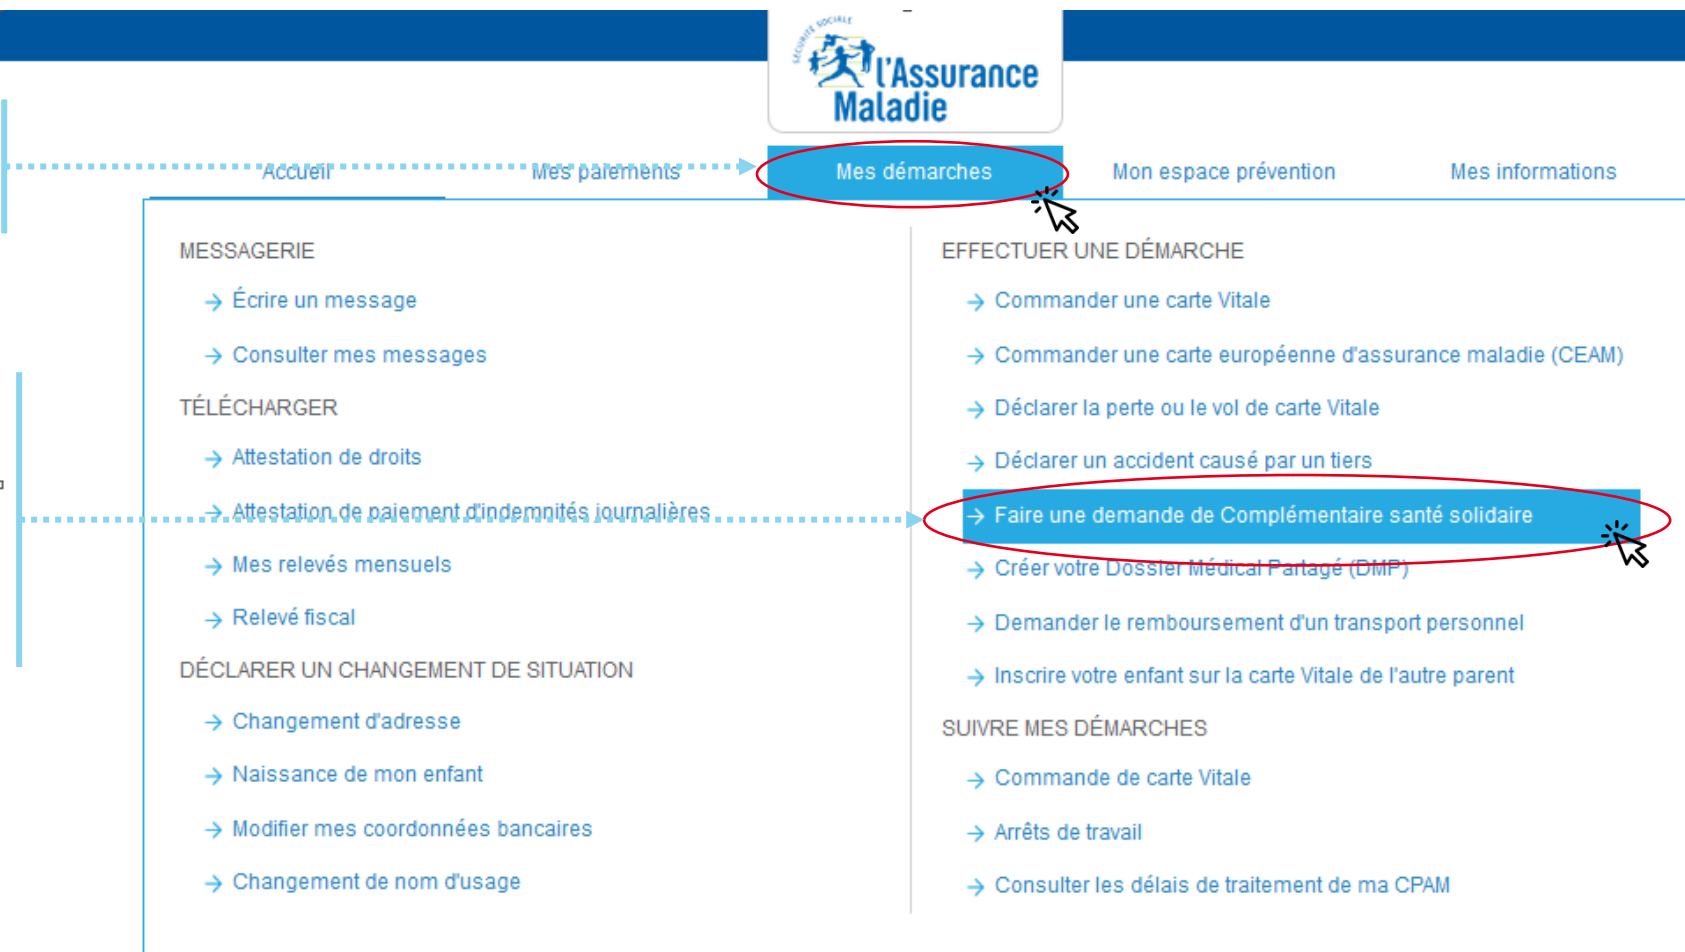 SÉCURITÉ SOCIALE
l'Assurance
Maladie
Accueil
Mes paiements
Mes démarches
Mon espace prévention
Mes informations
MESSAGERIE
→ Écrire un message
→ Consulter mes messages
TÉLÉCHARGER
→ Attestation de droits
→ Attestation de paiement d'indemnités journalières
→ Mes relevés mensuels
→ Relevé fiscal
DÉCLARER UN CHANGEMENT DE SITUATION
→ Changement d'adresse
→ Naissance de mon enfant
→ Modifier mes coordonnées bancaires
→ Changement de nom d'usage
EFFECTUER UNE DÉMARCHE
→ Commander une carte Vitale
→ Commander une carte européenne d'assurance maladie (CEAM)
→ Déclarer la perte ou le vol de carte Vitale
→ Déclarer un accident causé par un tiers
→ Faire une demande de Complémentaire santé solidaire
→ Créer votre Dossier Médical Partagé (DMP)
→ Demander le remboursement d'un transport personnel
→ Inscrire votre enfant sur la carte Vitale de l'autre parent
SUIVRE MES DÉMARCHES
→ Commande de carte Vitale
→ Arrêts de travail
→ Consulter les délais de traitement de ma CPAM